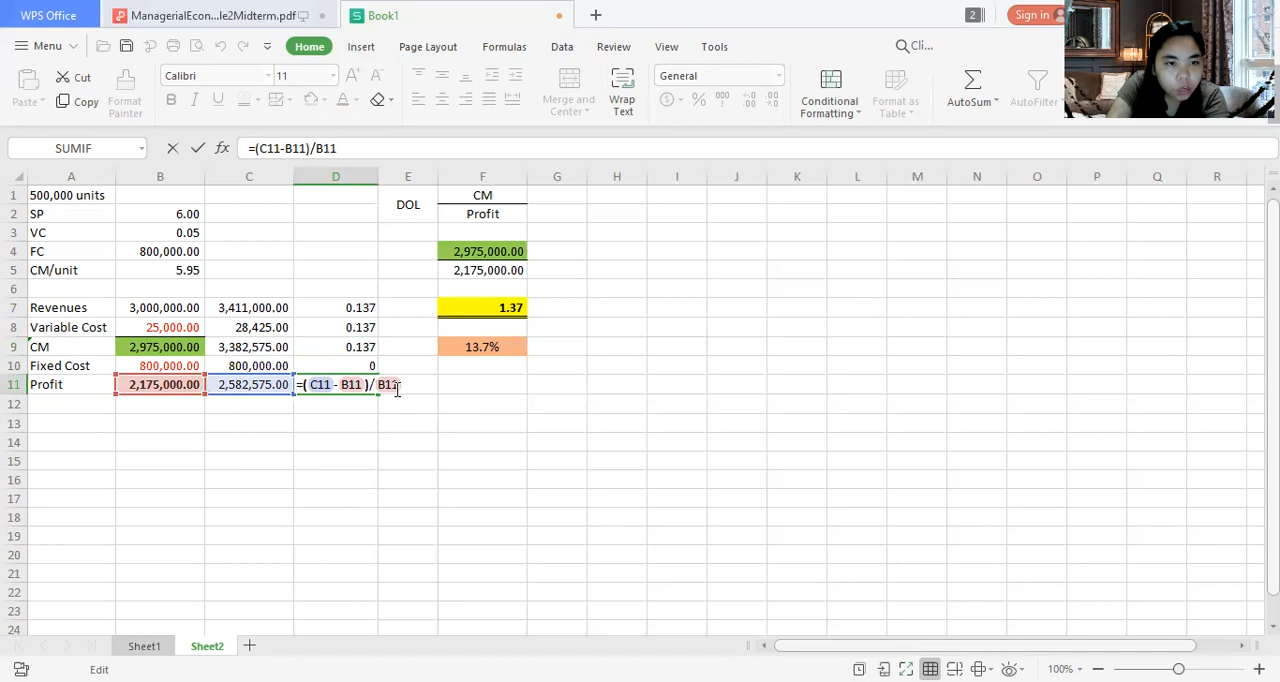 WPS Office ManagerialEcon...le2Midterm.pdf Book1 2 Sign in
Menu Home Insert Page Layout Formulas Data Review View Tools Cli...
Paste Cut Copy Format Painter Calibri 11 Merge and Center Wrap Text General Conditional Formatting Format as Table AutoSum AutoFilter
SUMIF fx =(C11-B11)/B11
A B C D E F G H I J K L M N O P Q R
1 500,000 units DOL CM
2 SP 6.00 Profit
3 VC 0.05
4 FC 800,000.00 2,975,000.00
5 CM/unit 5.95 2,175,000.00
6
7 Revenues 3,000,000.00 3,411,000.00 0.137 1.37
8 Variable Cost 25,000.00 28,425.00 0.137
9 CM 2,975,000.00 3,382,575.00 0.137 13.7%
10 Fixed Cost 800,000.00 800,000.00 0
11 Profit 2,175,000.00 2,582,575.00 =( C11 - B11 )/ B11
12
13
14
15
16
17
18
19
20
21
22
23
24
Sheet1 Sheet2
Edit 100%